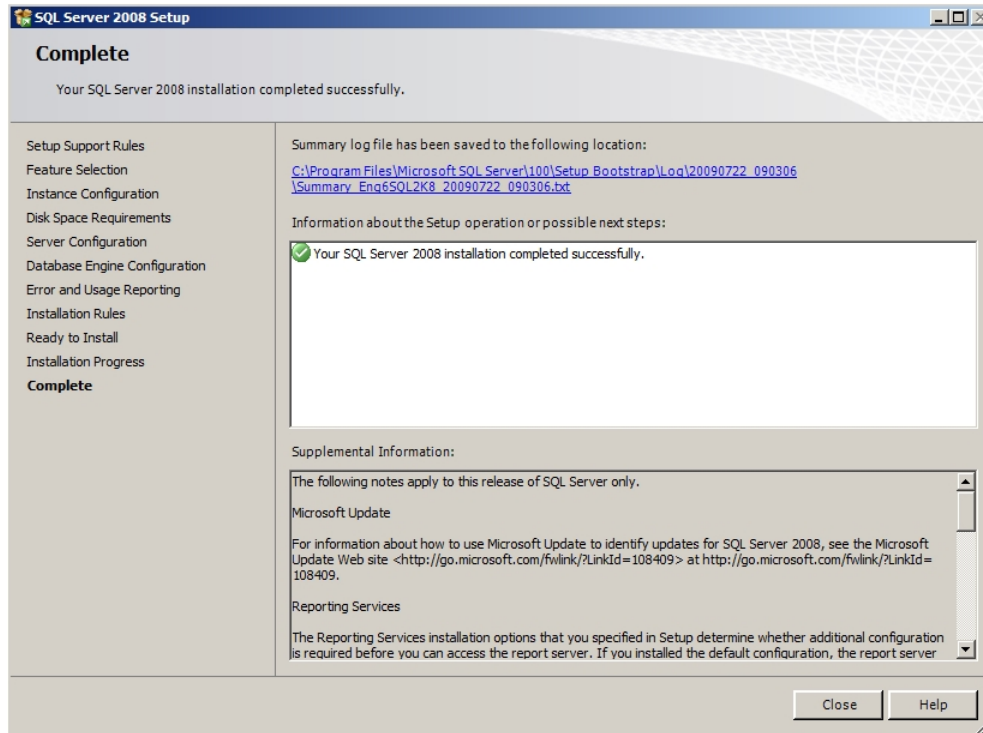 SQL Server 2008 Setup
Complete
Your SQL Server 2008 installation completed successfully.
Setup Support Rules
Feature Selection
Instance Configuration
Disk Space Requirements
Server Configuration
Database Engine Configuration
Error and Usage Reporting
Installation Rules
Ready to Install
Installation Progress
Complete
Summary log file has been saved to the following location:
C:\Program Files\Microsoft SQL Server\100\Setup Bootstrap\Log\20090722_090306
\Summary_Eng6SQL2K8_20090722_090306.txt
Information about the Setup operation or possible next steps:
Your SQL Server 2008 installation completed successfully.
Supplemental Information:
The following notes apply to this release of SQL Server only.
Microsoft Update
For information about how to use Microsoft Update to identify updates for SQL Server 2008, see the Microsoft
Update Web site <http://go.microsoft.com/fwlink/?LinkId=108409> at http://go.microsoft.com/fwlink/?LinkId=
108409.
Reporting Services
The Reporting Services installation options that you specified in Setup determine whether additional configuration
is required before you can access the report server. If you installed the default configuration, the report server
Close
Help